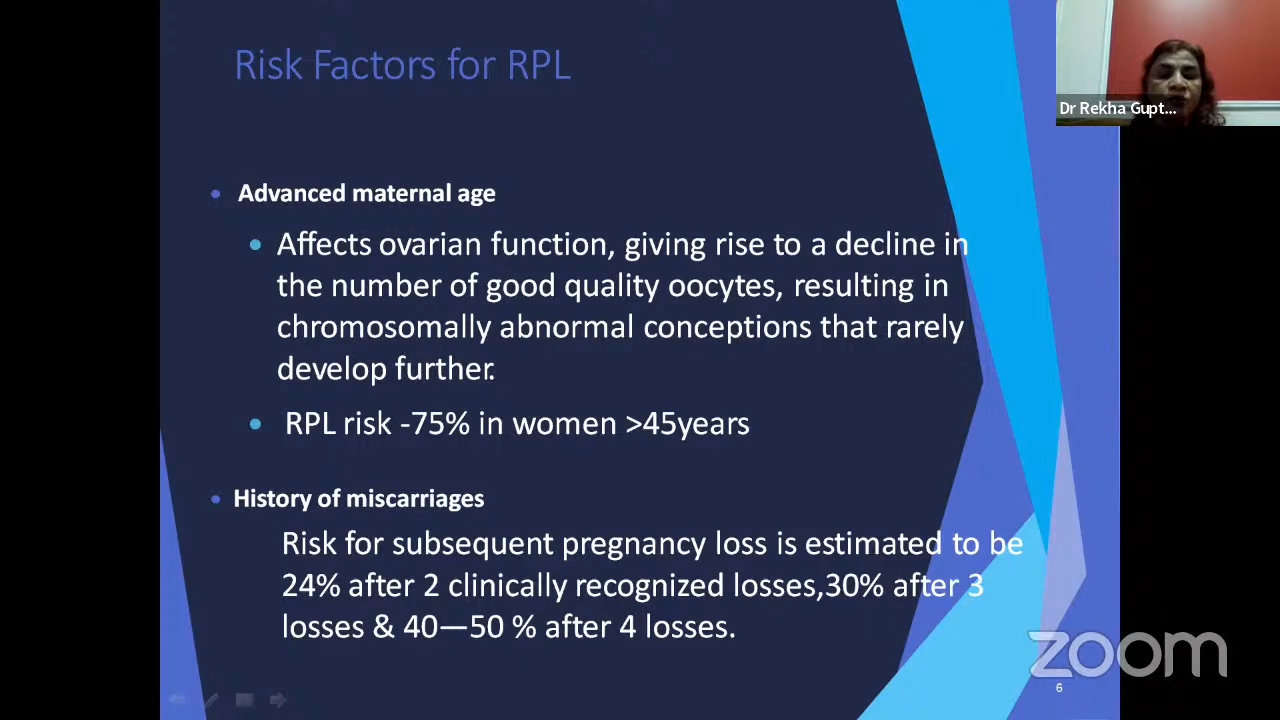 Risk Factors for RPL
Dr Rekha Gupt...
Advanced maternal age
Affects ovarian function, giving rise to a decline in
the number of good quality oocytes, resulting in
chromosomally abnormal conceptions that rarely
develop further.
RPL risk -75% in women >45years
History of miscarriages
Risk for subsequent pregnancy loss is estimated to be
24% after 2 clinically recognized losses,30% after 3
losses & 40—50 % after 4 losses.
zoom
6